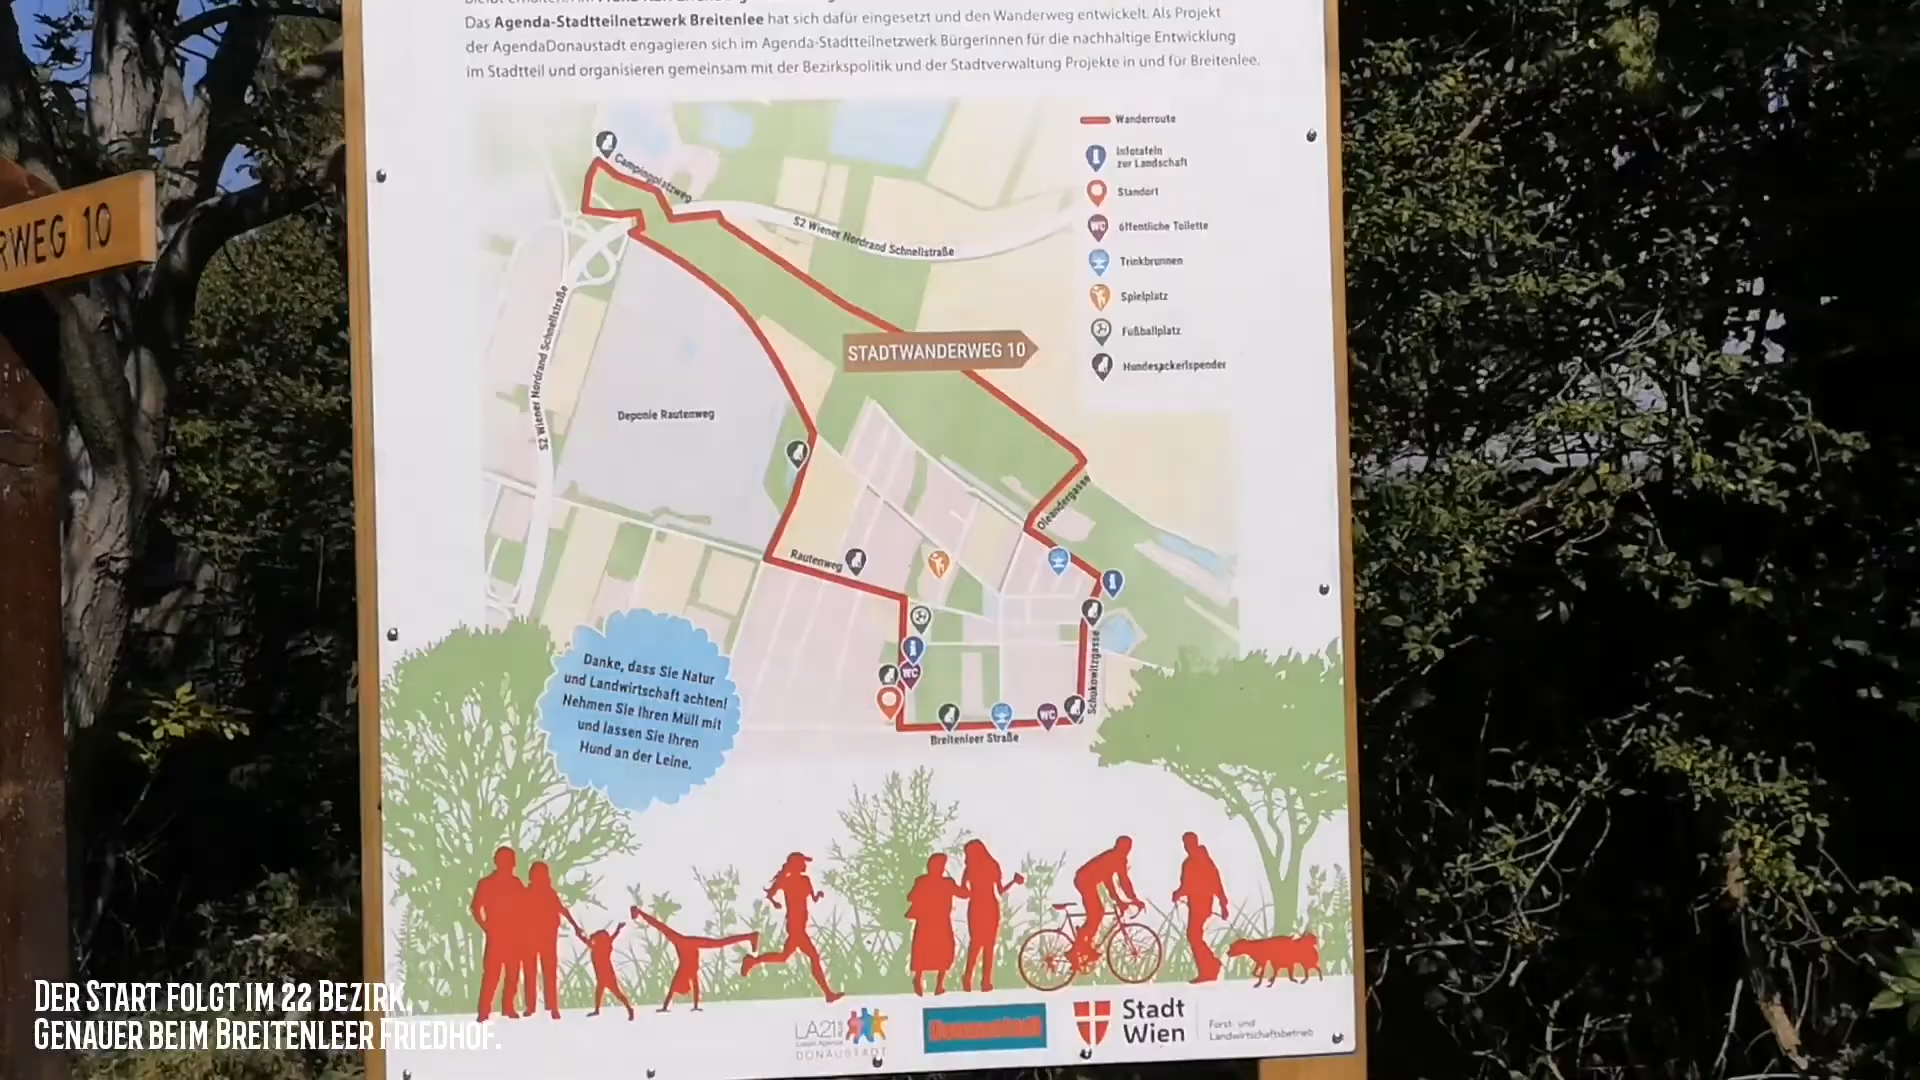 Das Agenda-Stadtteilnetzwerk Breitenlee hat sich dafür eingesetzt und den Wanderweg entwickelt. Als Projekt
der AgendaDonaustadt engagieren sich im Agenda-Stadtteilnetzwerk BürgerInnen für die nachhaltige Entwicklung
im Stadtteil und organisieren gemeinsam mit der Bezirkspolitik und der Stadtverwaltung Projekte in und für Breitenlee.
Wanderroute
Infotafeln
zur Landschaft
Standort
öffentliche Toilette
Trinkbrunnen
Spielplatz
Fußballplatz
Hundesackerlspender
Campingplatzweg
S2 Wiener Nordrand Schnellstraße
RWEG 10
S2 Wiener Nordrand Schnellstraße
STADTWANDERWEG 10
Deponie Rautenweg
Oleandergasse
Rautenweg
WC
Schukowitzgasse
WC
Breitenleer Straße
Danke, dass Sie Natur
und Landwirtschaft achten!
Nehmen Sie Ihren Müll mit
und lassen Sie Ihren
Hund an der Leine.
LA21
DONAUSTADT
Stadt
Wien
Forst- und
Landwirtschaftsbetrieb
Der Start folgt im 22 Bezirk.
Genauer beim Breitenleer Friedhof.